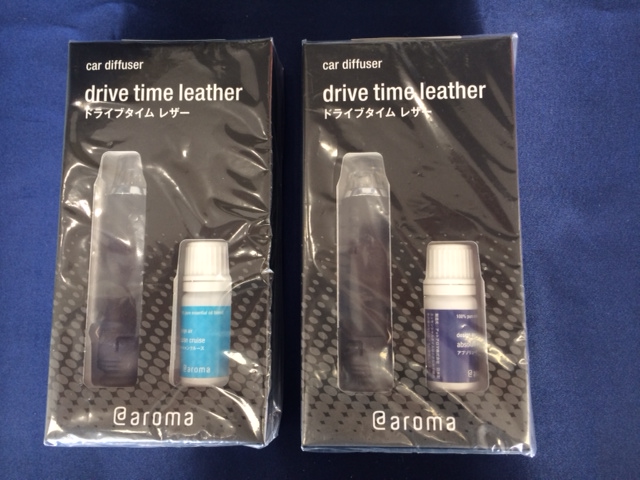 car diffuser
drive time leather
ドライブタイム レザー
@aroma
car diffuser
drive time leather
ドライブタイム レザー
100%
@aroma